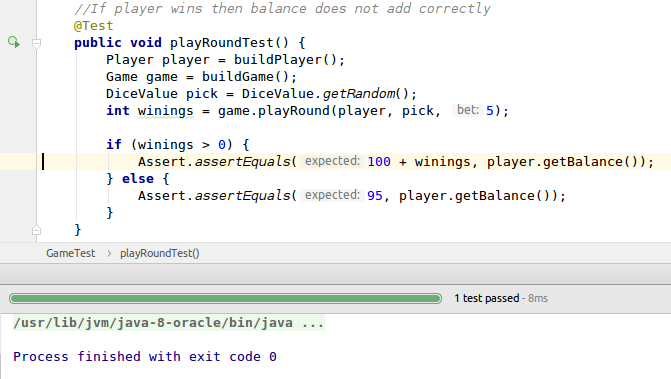 //If player wins then balance does not add correctly
@Test
public void playRoundTest() {
Player player = buildPlayer();
Game game = buildGame();
DiceValue pick = DiceValue.getRandom();
int winings = game.playRound(player, pick, bet: 5);
if (winings > 0) {
Assert.assertEquals( expected: 100 + winings, player.getBalance());
} else {
Assert.assertEquals( expected: 95, player.getBalance());
}
}
GameTest › playRoundTest()
1 test passed - 8ms
/usr/lib/jvm/java-8-oracle/bin/java ...
Process finished with exit code 0